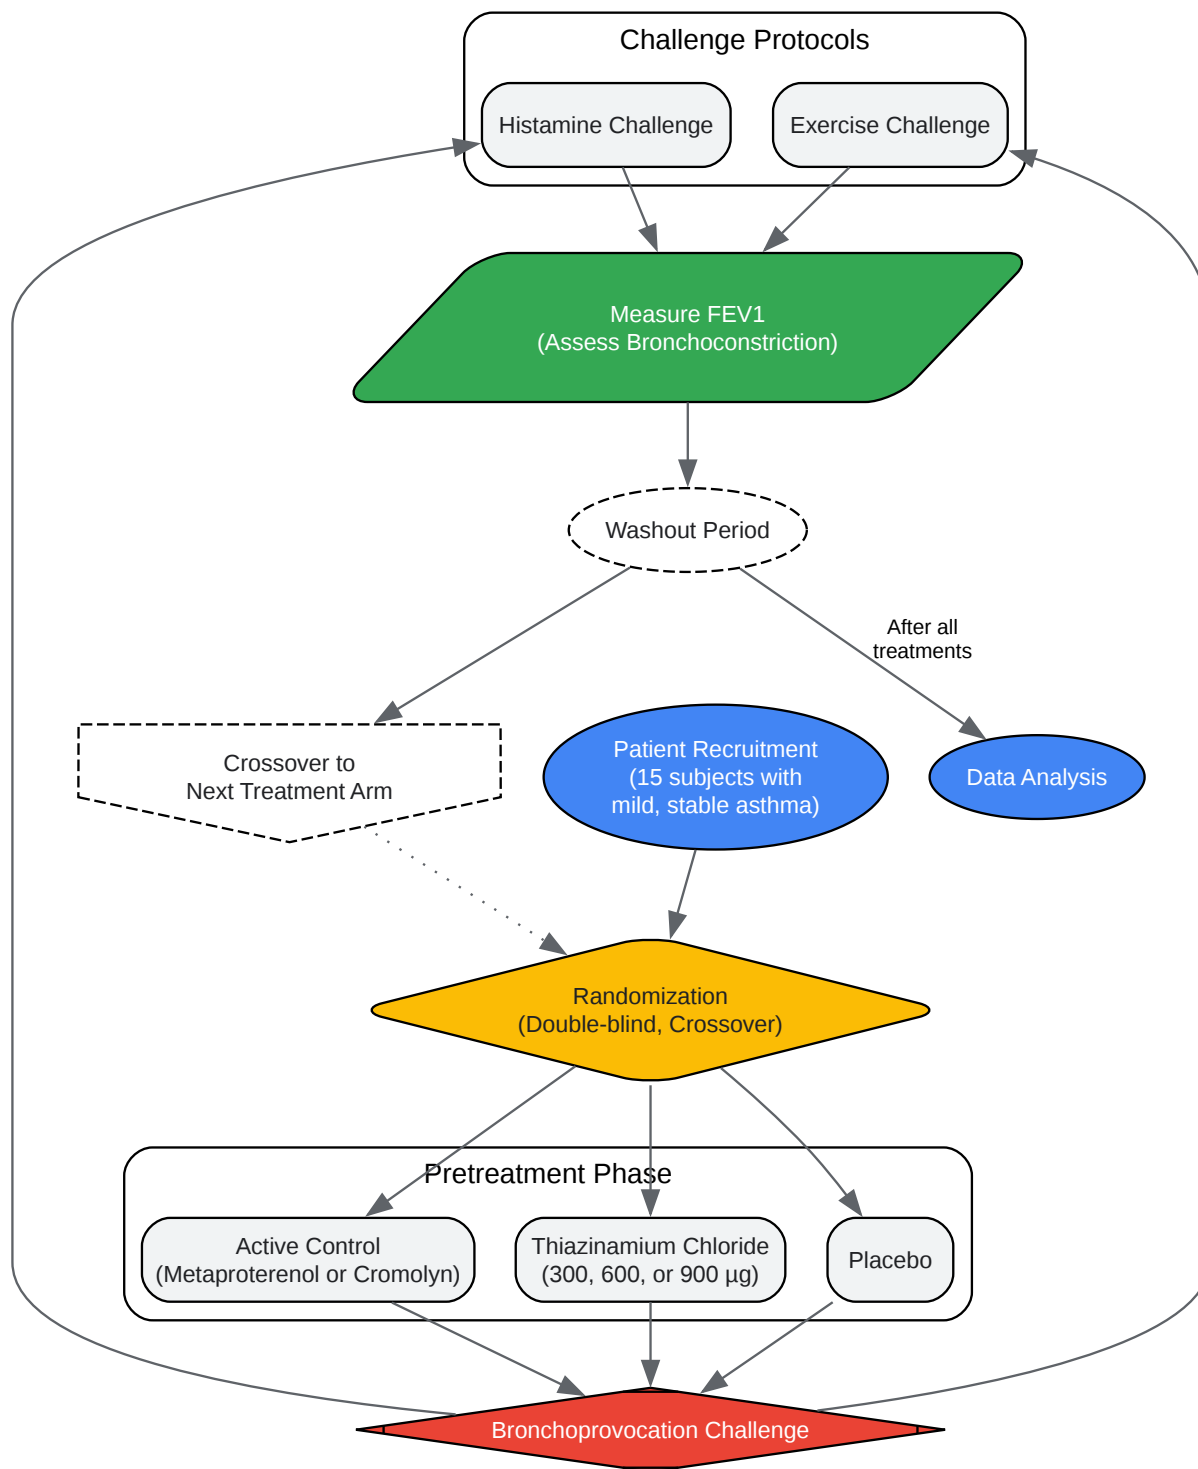 Challenge Protocols
Histamine Challenge
Exercise Challenge
Measure FEV1
(Assess Bronchoconstriction)
Washout Period
After all
treatments
Crossover to
Next Treatment Arm
Patient Recruitment
(15 subjects with
mild, stable asthma)
Data Analysis
Randomization
(Double-blind, Crossover)
Pretreatment Phase
Active Control
(Metaproterenol or Cromolyn)
Thiazinamium Chloride
(300, 600, or 900 µg)
Placebo
Bronchoprovocation Challenge